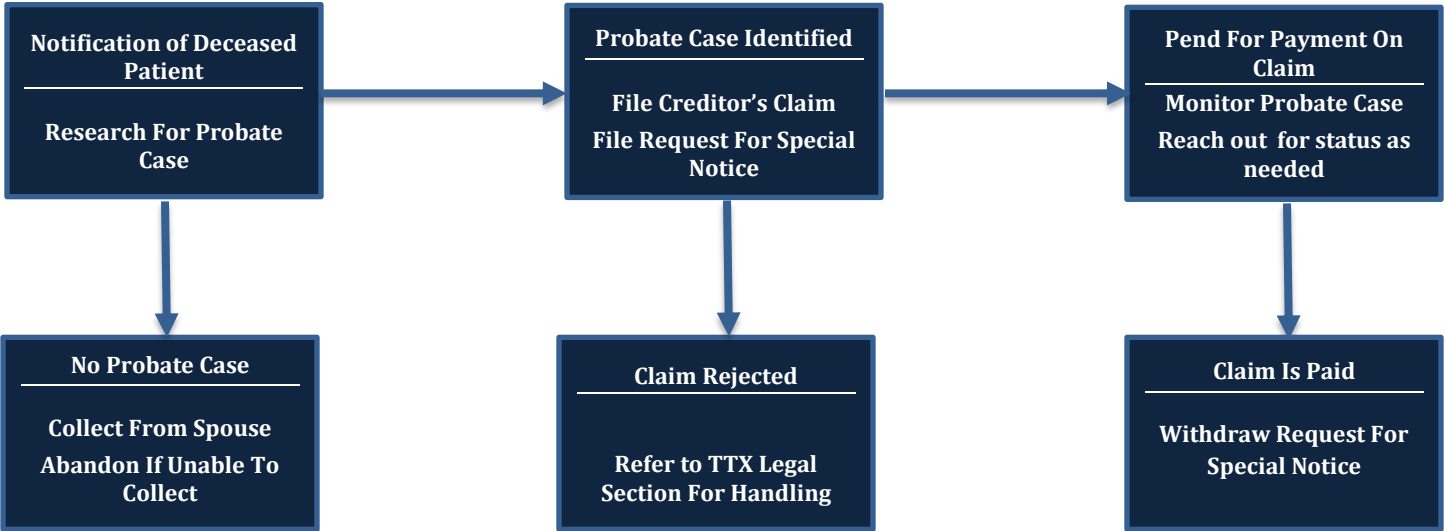 Notification of Deceased
Patient
Research For Probate
Case
Probate Case Identified
File Creditor's Claim
File Request For Special
Notice
Pend For Payment On
Claim
Monitor Probate Case
Reach out for status as
needed
No Probate Case
Collect From Spouse
Abandon If Unable To
Collect
Claim Rejected
Refer to TTX Legal
Section For Handling
Claim Is Paid
Withdraw Request For
Special Notice